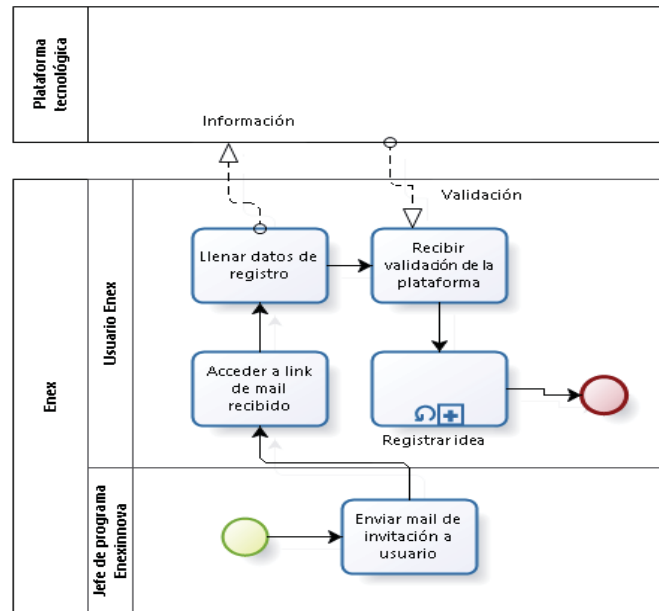 Plataforma
tecnológica
Información
Validación
Enex
Usuario Enex
Llenar datos de
registro
Recibir
validación de la
plataforma
Acceder a link
de mail
recibido
Registrar idea
Jefe de programa
Enexinnova
Enviar mail de
invitación a
usuario